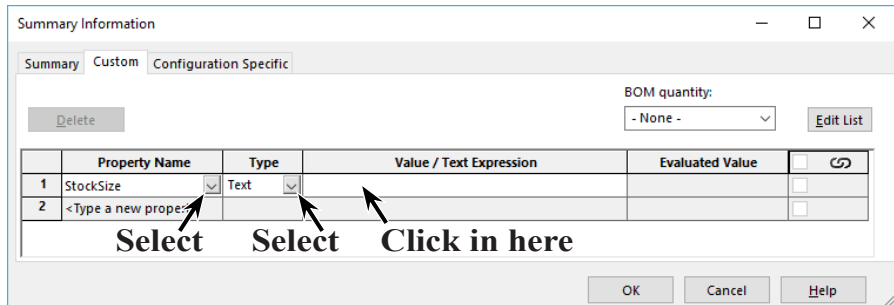 Summary Information
Summary Custom Configuration Specific
BOM quantity:
Delete - None - Edit List
Property Name Type Value / Text Expression Evaluated Value
1 StockSize Text
2 <Type a new proper
Select Select Click in here
OK Cancel Help